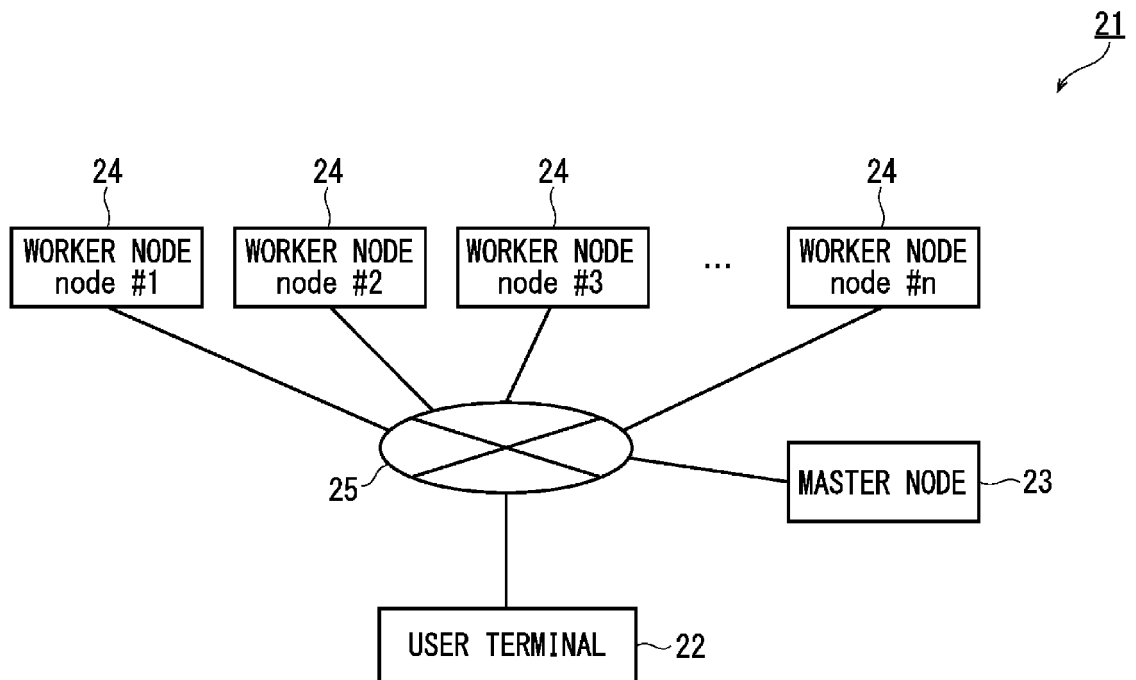 21
24
24
24
24
WORKER NODE
node #1
WORKER NODE
node #2
WORKER NODE
node #3
...
WORKER NODE
node #n
25
MASTER NODE
23
USER TERMINAL
22